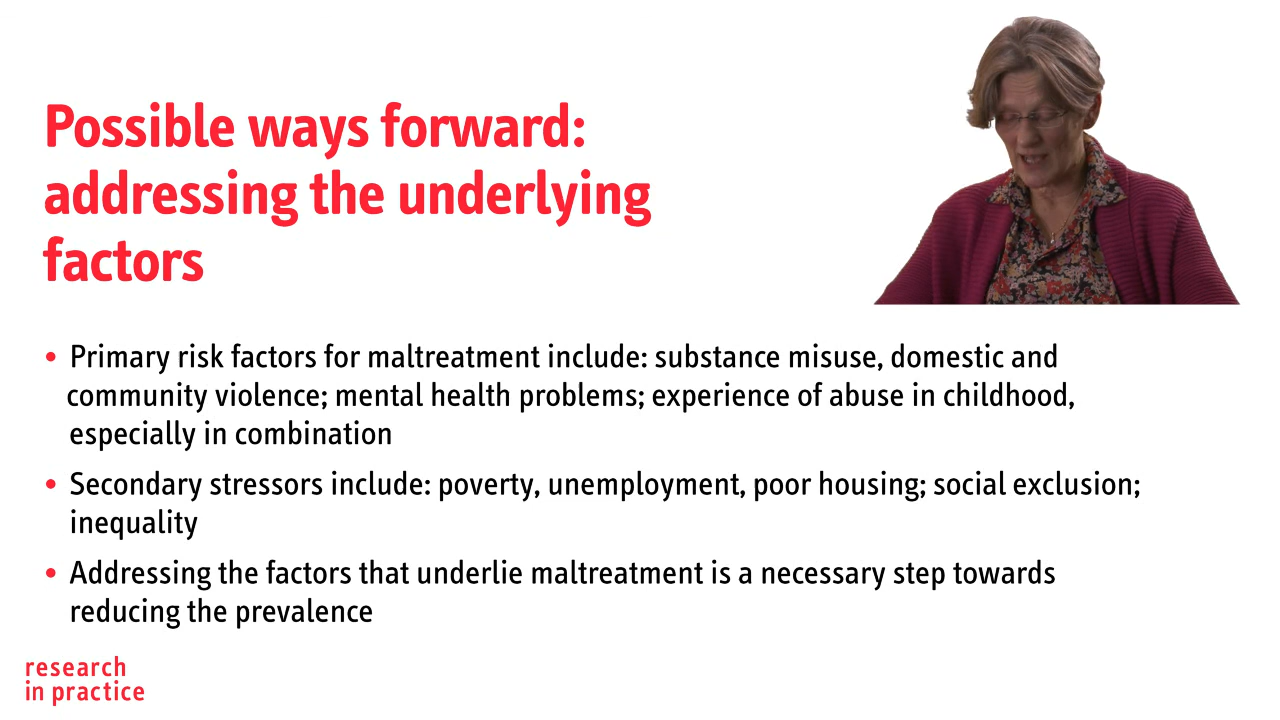 Possible ways forward:
addressing the underlying
factors
• Primary risk factors for maltreatment include: substance misuse, domestic and
community violence; mental health problems; experience of abuse in childhood,
especially in combination
• Secondary stressors include: poverty, unemployment, poor housing; social exclusion;
inequality
• Addressing the factors that underlie maltreatment is a necessary step towards
reducing the prevalence
research
in practice